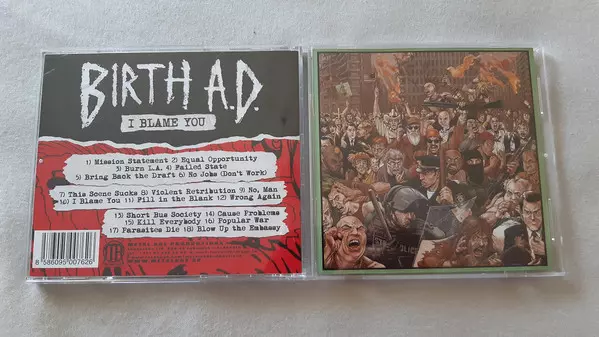 BIRTH A.D.
I BLAME YOU
1) Mission Statement 2) Equal Opportunity
3) Burn L.A. 4) Failed State
5) Bring Back the Draft 6) No Jobs (Don't Work)
7) This Scene Sucks 8) Violent Retribution 9) No, Man
10) I Blame You 11) Fill in the Blank 12) Wrong Again
13) Short Bus Society 14) Cause Problems
15) Kill Everybody 16) Popular War
17) Parasites Die 18) Blow Up the Embassy
8 586095 007626